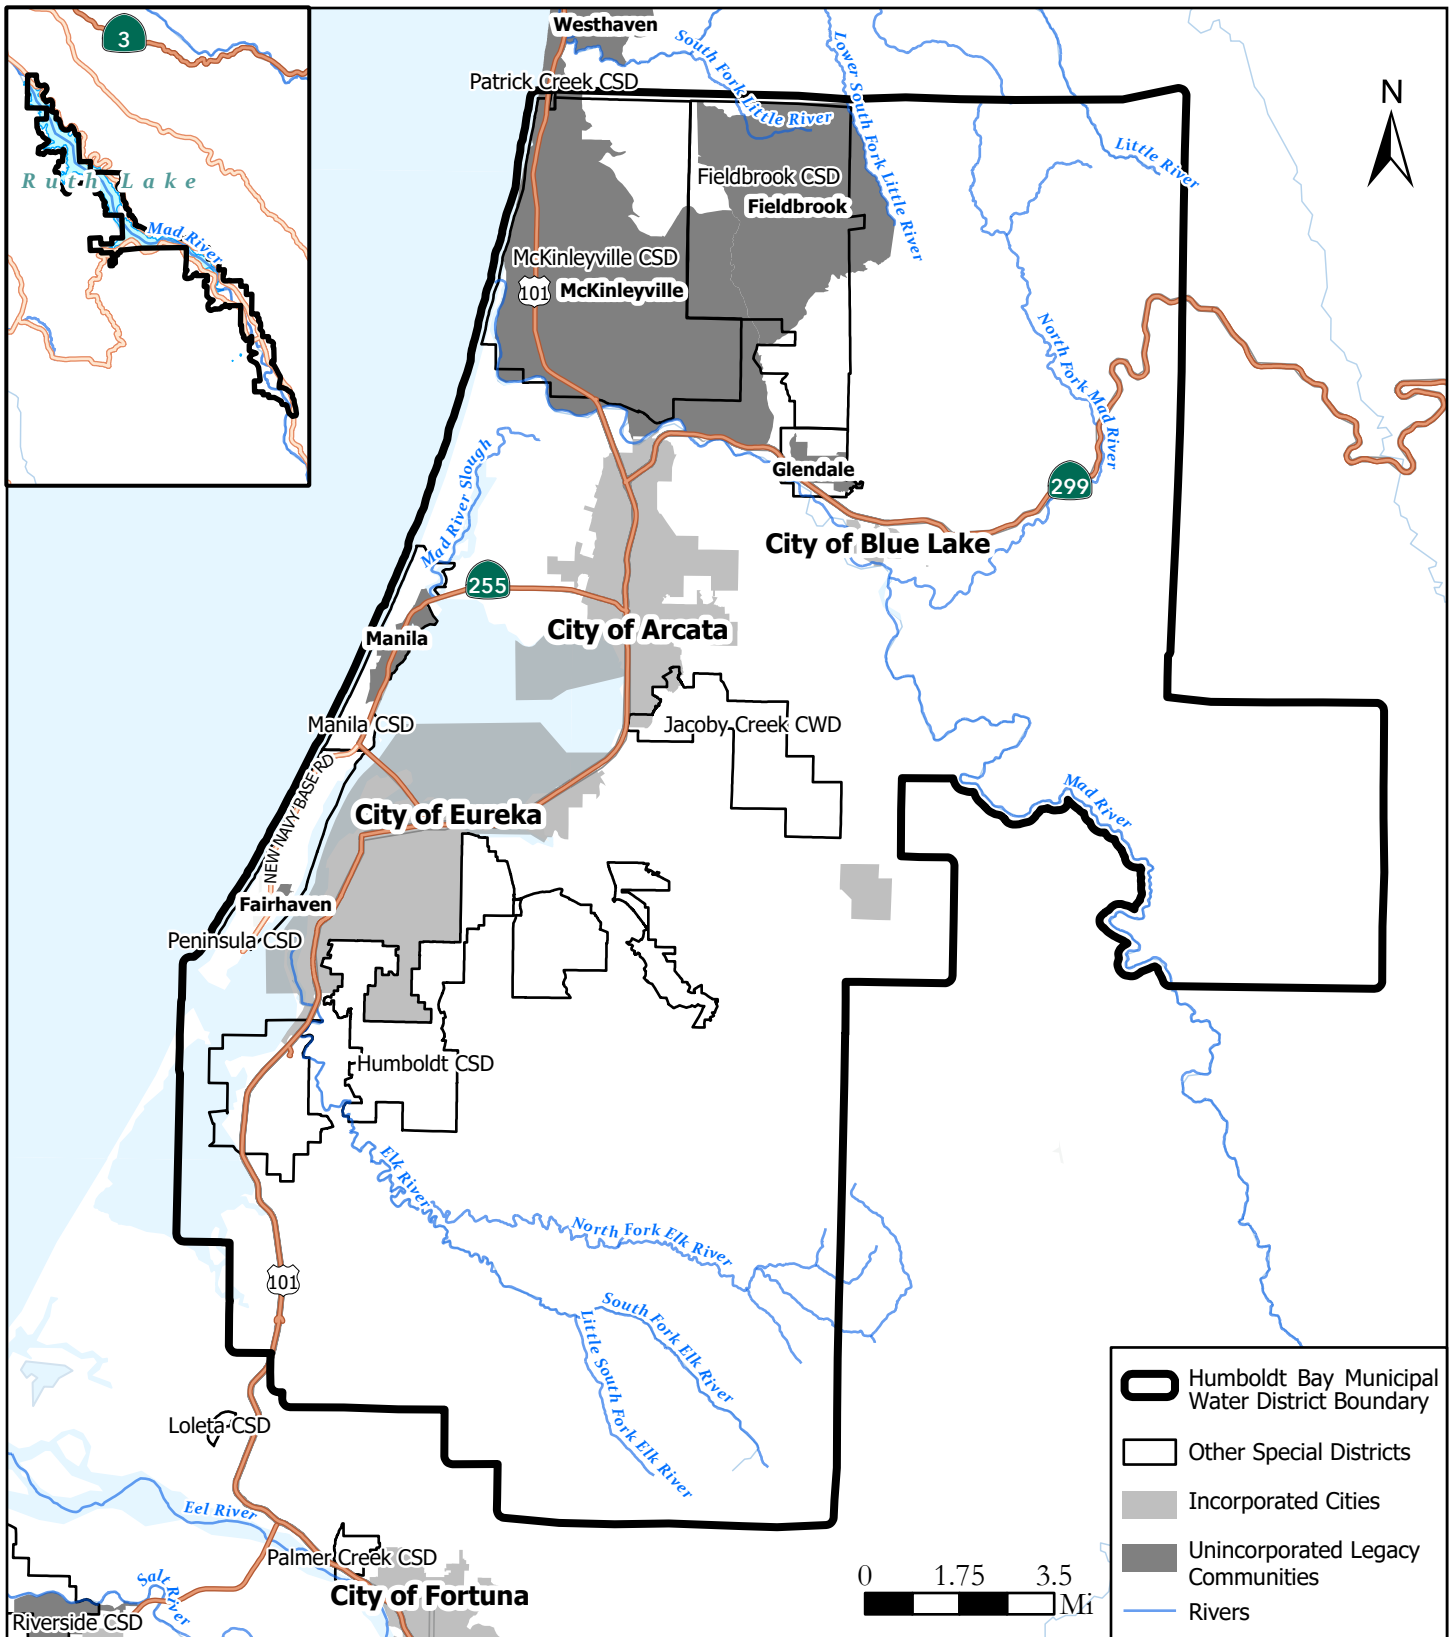 3
Ruth Lake
Mad River
Westhaven
South Fork Little River
Lower South Fork Little River
Patrick Creek CSD
N
Little River
Fieldbrook CSD
Fieldbrook
McKinleyville CSD
101
McKinleyville
North Fork Mad River
Mad River Slough
Glendale
299
City of Blue Lake
255
City of Arcata
Manila
Manila CSD
Jacoby Creek CWD
NEW NAVY BASE RD
Mad River
City of Eureka
Fairhaven
Peninsula CSD
Humboldt CSD
Elk River
North Fork Elk River
101
South Fork Elk River
Little South Fork Elk River
Loleta CSD
Eel River
Palmer Creek CSD
Salt River
City of Fortuna
Riverside CSD
0 1.75 3.5
Mi
Humboldt Bay Municipal
Water District Boundary
Other Special Districts
Incorporated Cities
Unincorporated Legacy
Communities
Rivers